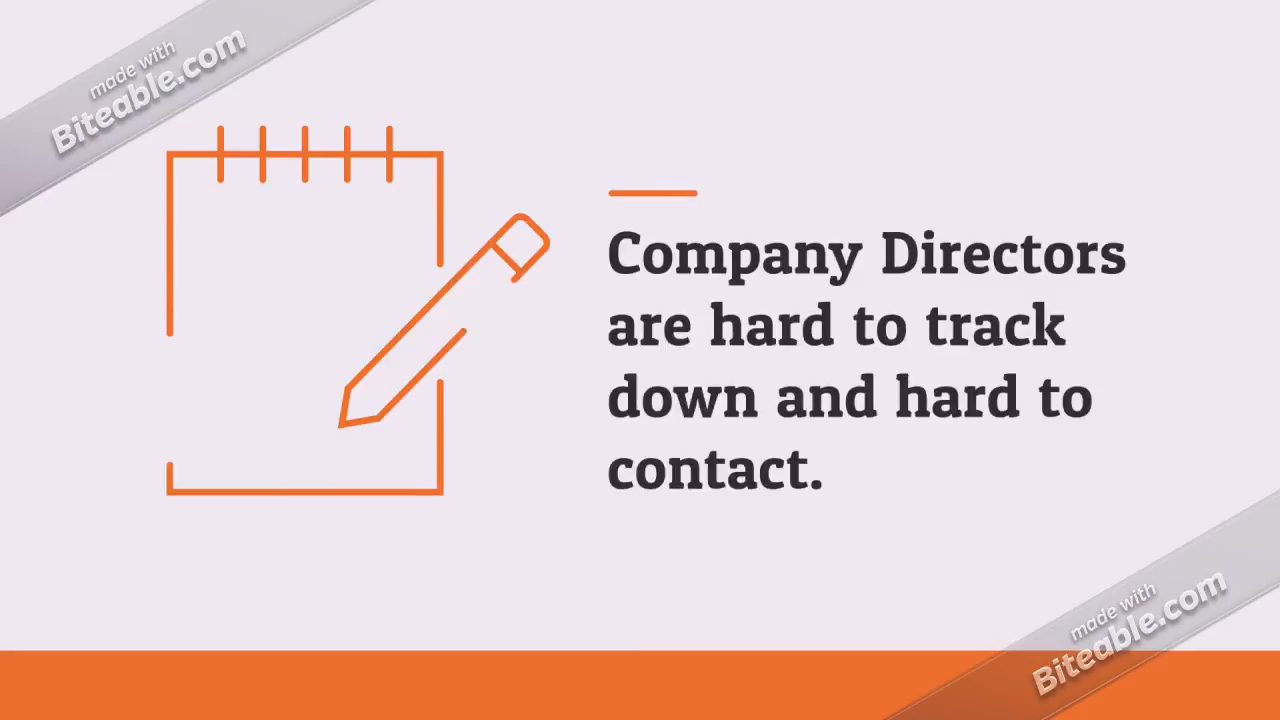 made with
Biteable.com
Company Directors
are hard to track
down and hard to
contact.
made with
Biteable.com